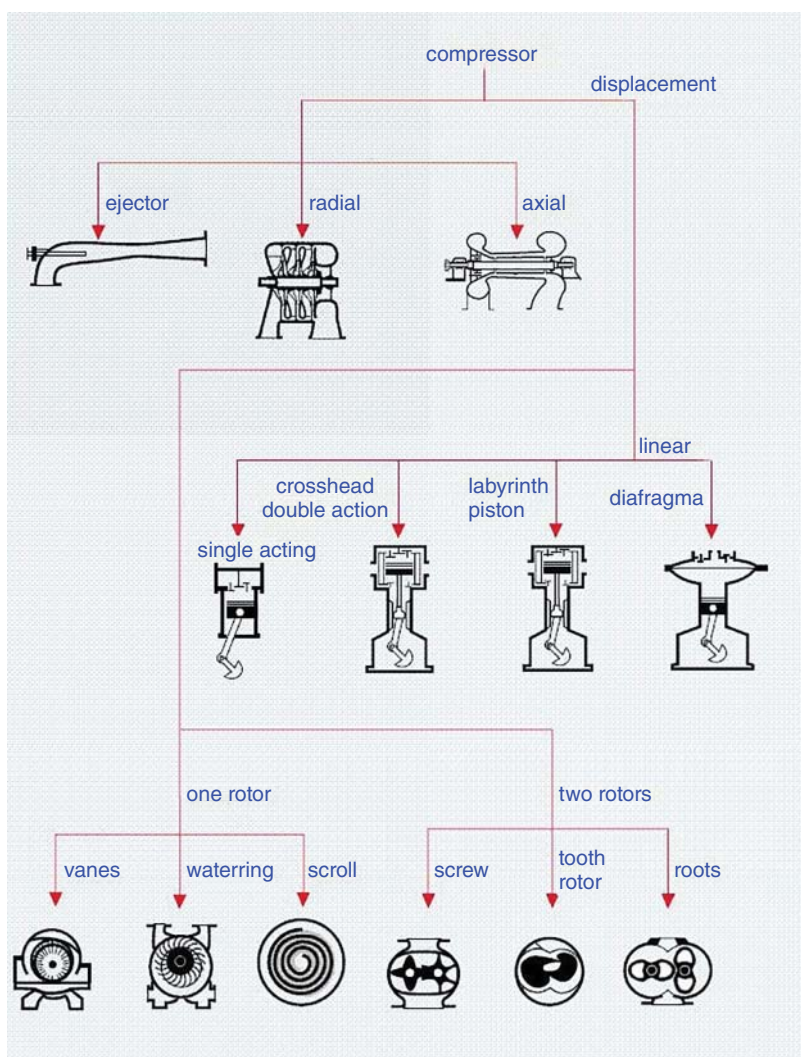 compressor
displacement
ejector
radial
axial
linear
crosshead
double action
labyrinth
piston
diafragma
single acting
one rotor
two rotors
vanes
waterring
scroll
screw
tooth
rotor
roots